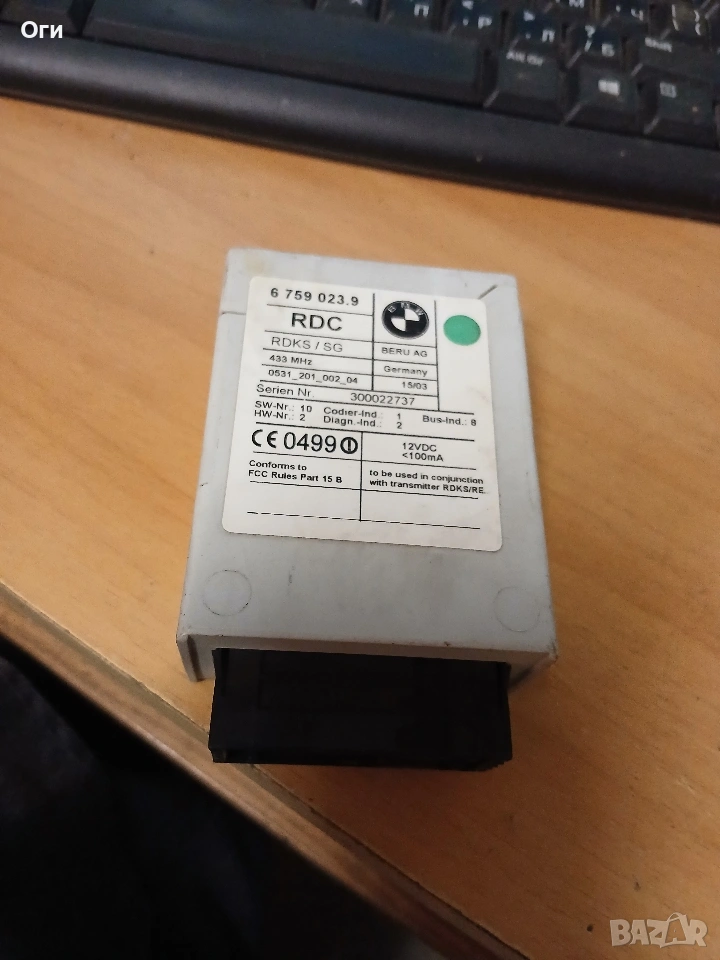 Оги
6 759 023.9
RDC
RDKS / SG
BERU AG
433 MHz
Germany
0531_201_002_04
15/03
Serien Nr.
300022737
SW-Nr.: 10 Codier-Ind.: 1 Bus-Ind.: 8
HW-Nr.: 2 Diagn.-Ind.: 2
CE 0499
12VDC
<100mA
Conforms to
FCC Rules Part 15 B
to be used in conjunction
with transmitter RDKS/RE.
BAZAR